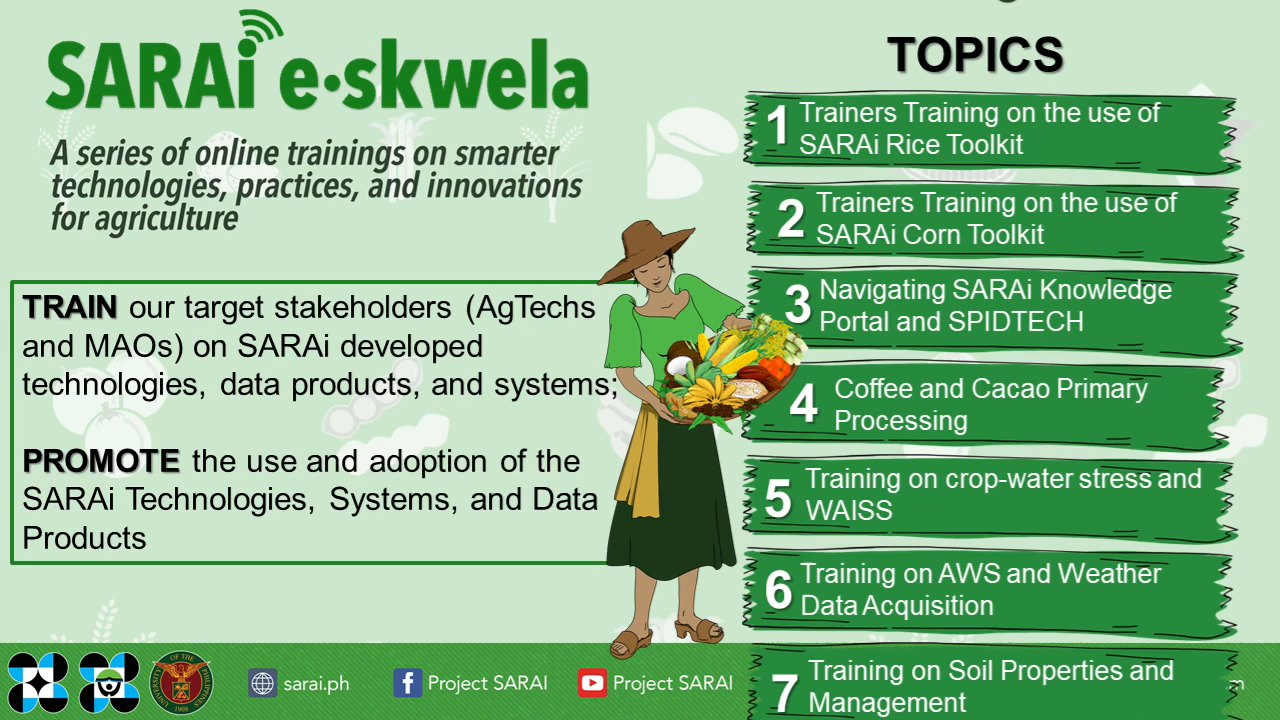 SARAi e·skwela
A series of online trainings on smarter
technologies, practices, and innovations
for agriculture
TRAIN our target stakeholders (AgTechs
and MAOs) on SARAi developed
technologies, data products, and systems;
PROMOTE the use and adoption of the
SARAi Technologies, Systems, and Data
Products
TOPICS
1 Trainers Training on the use of
SARAi Rice Toolkit
2 Trainers Training on the use of
SARAi Corn Toolkit
3 Navigating SARAi Knowledge
Portal and SPIDTECH
4 Coffee and Cacao Primary
Processing
5 Training on crop-water stress and
WAISS
6 Training on AWS and Weather
Data Acquisition
7 Training on Soil Properties and
Management
UNIVERSITY OF THE PHILIPPINES
1908
sarai.ph
Project SARAI
Project SARAI